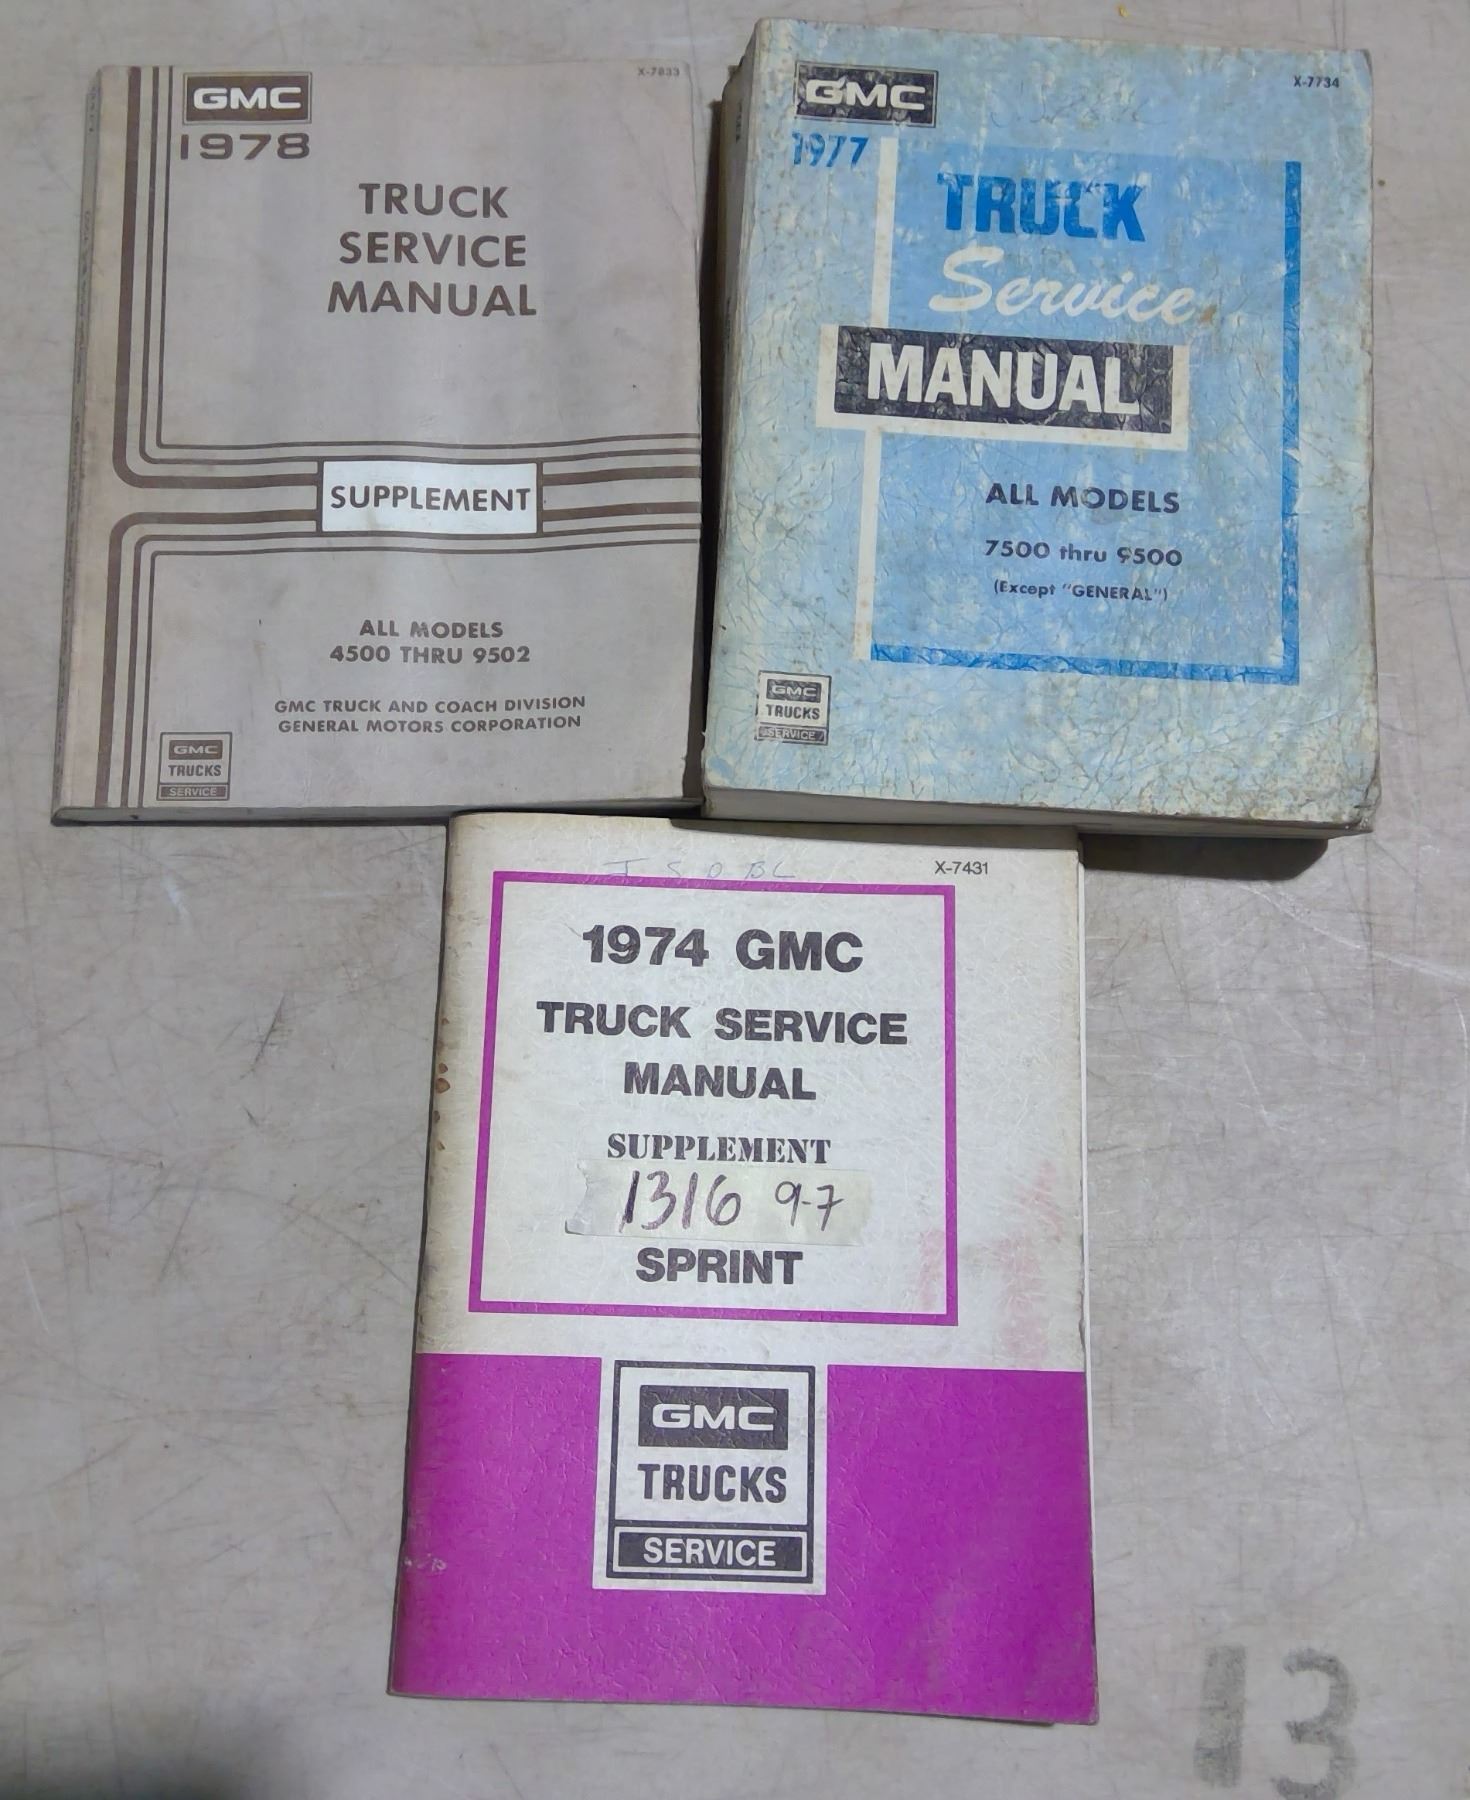 GMC
1978
X-7833
TRUCK
SERVICE
MANUAL
SUPPLEMENT
ALL MODELS
4500 THRU 9502
GMC TRUCK AND COACH DIVISION
GENERAL MOTORS CORPORATION
GMC
TRUCKS
SERVICE
GMC
1977
X-7734
TRUCK
Service
MANUAL
ALL MODELS
7500 thru 9500
(Except "GENERAL")
GMC
TRUCKS
SERVICE
X-7431
1974 GMC
TRUCK SERVICE
MANUAL
SUPPLEMENT
1316 9-7
SPRINT
GMC
TRUCKS
SERVICE
13